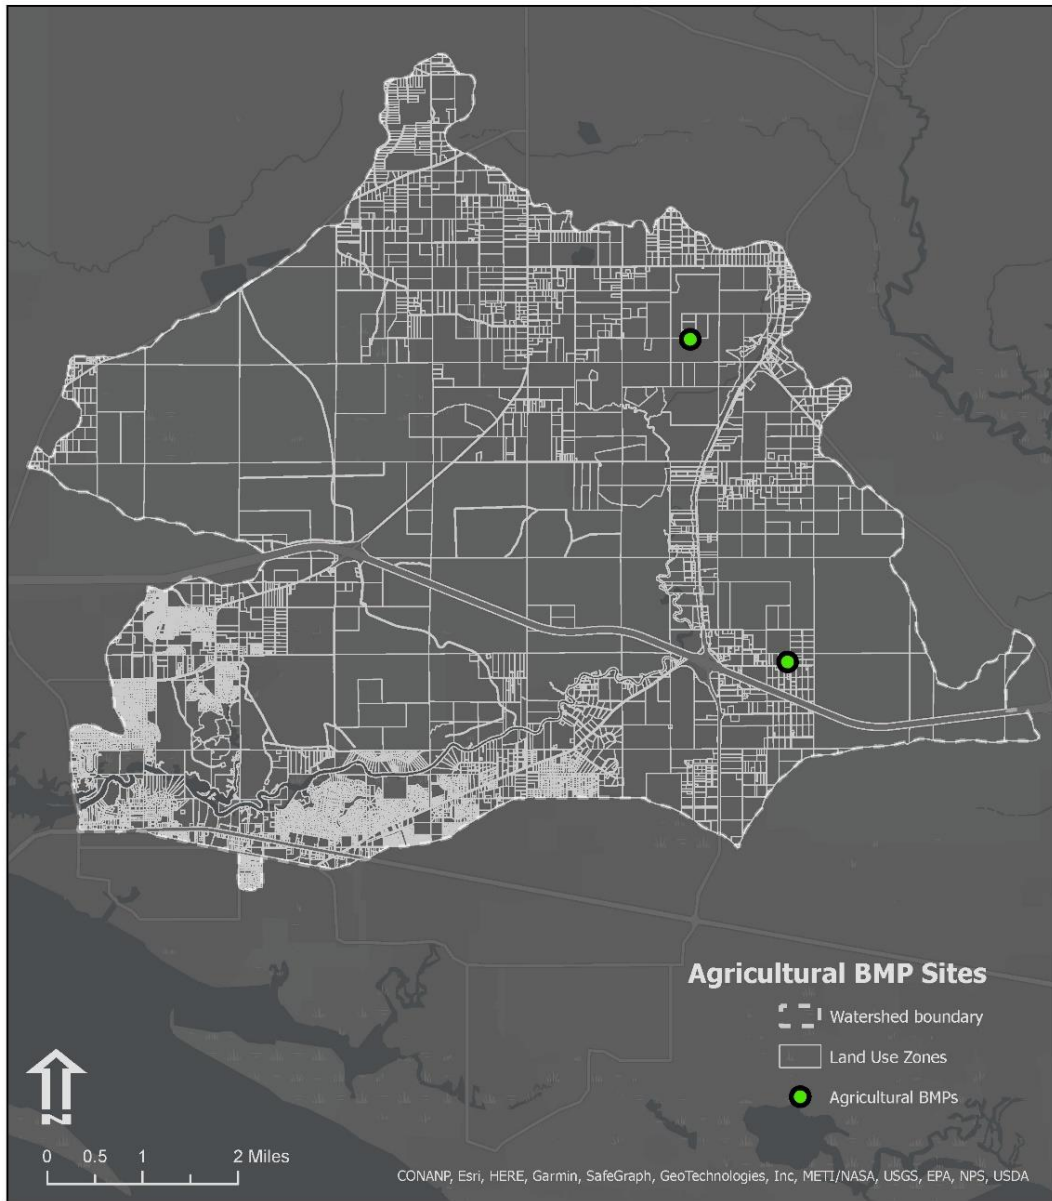 Agricultural BMP Sites
Watershed boundary
Land Use Zones
Agricultural BMPs
N
0 0.5 1 2 Miles
CONANP, Esri, HERE, Garmin, SafeGraph, GeoTechnologies, Inc, METI/NASA, USGS, EPA, NPS, USDA